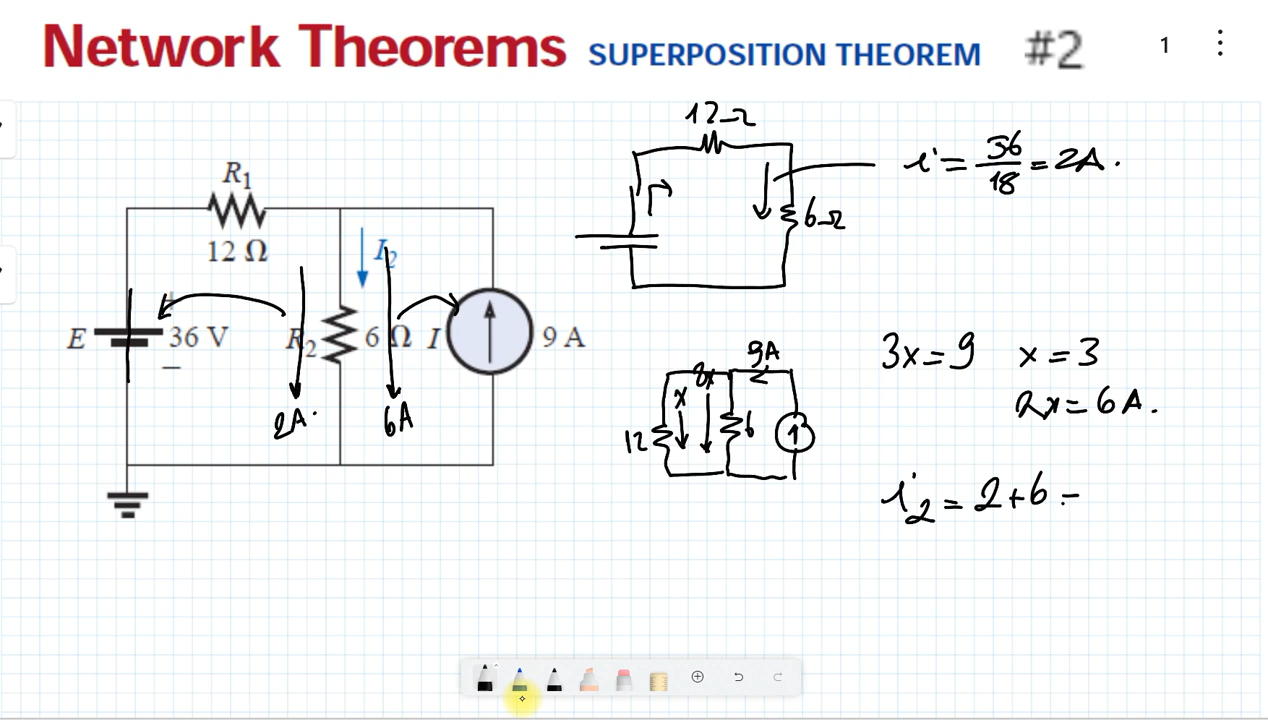 Network Theorems SUPERPOSITION THEOREM #2 1
R1
12 Ω
I2
E
+
36 V
−
R2
6 Ω
I
9 A
2A.
6A
12Ω
6Ω
i = 36/18 = 2A.
9A
x
2x
12
6
3x = 9 x = 3
2x = 6A.
i2 = 2+6 =